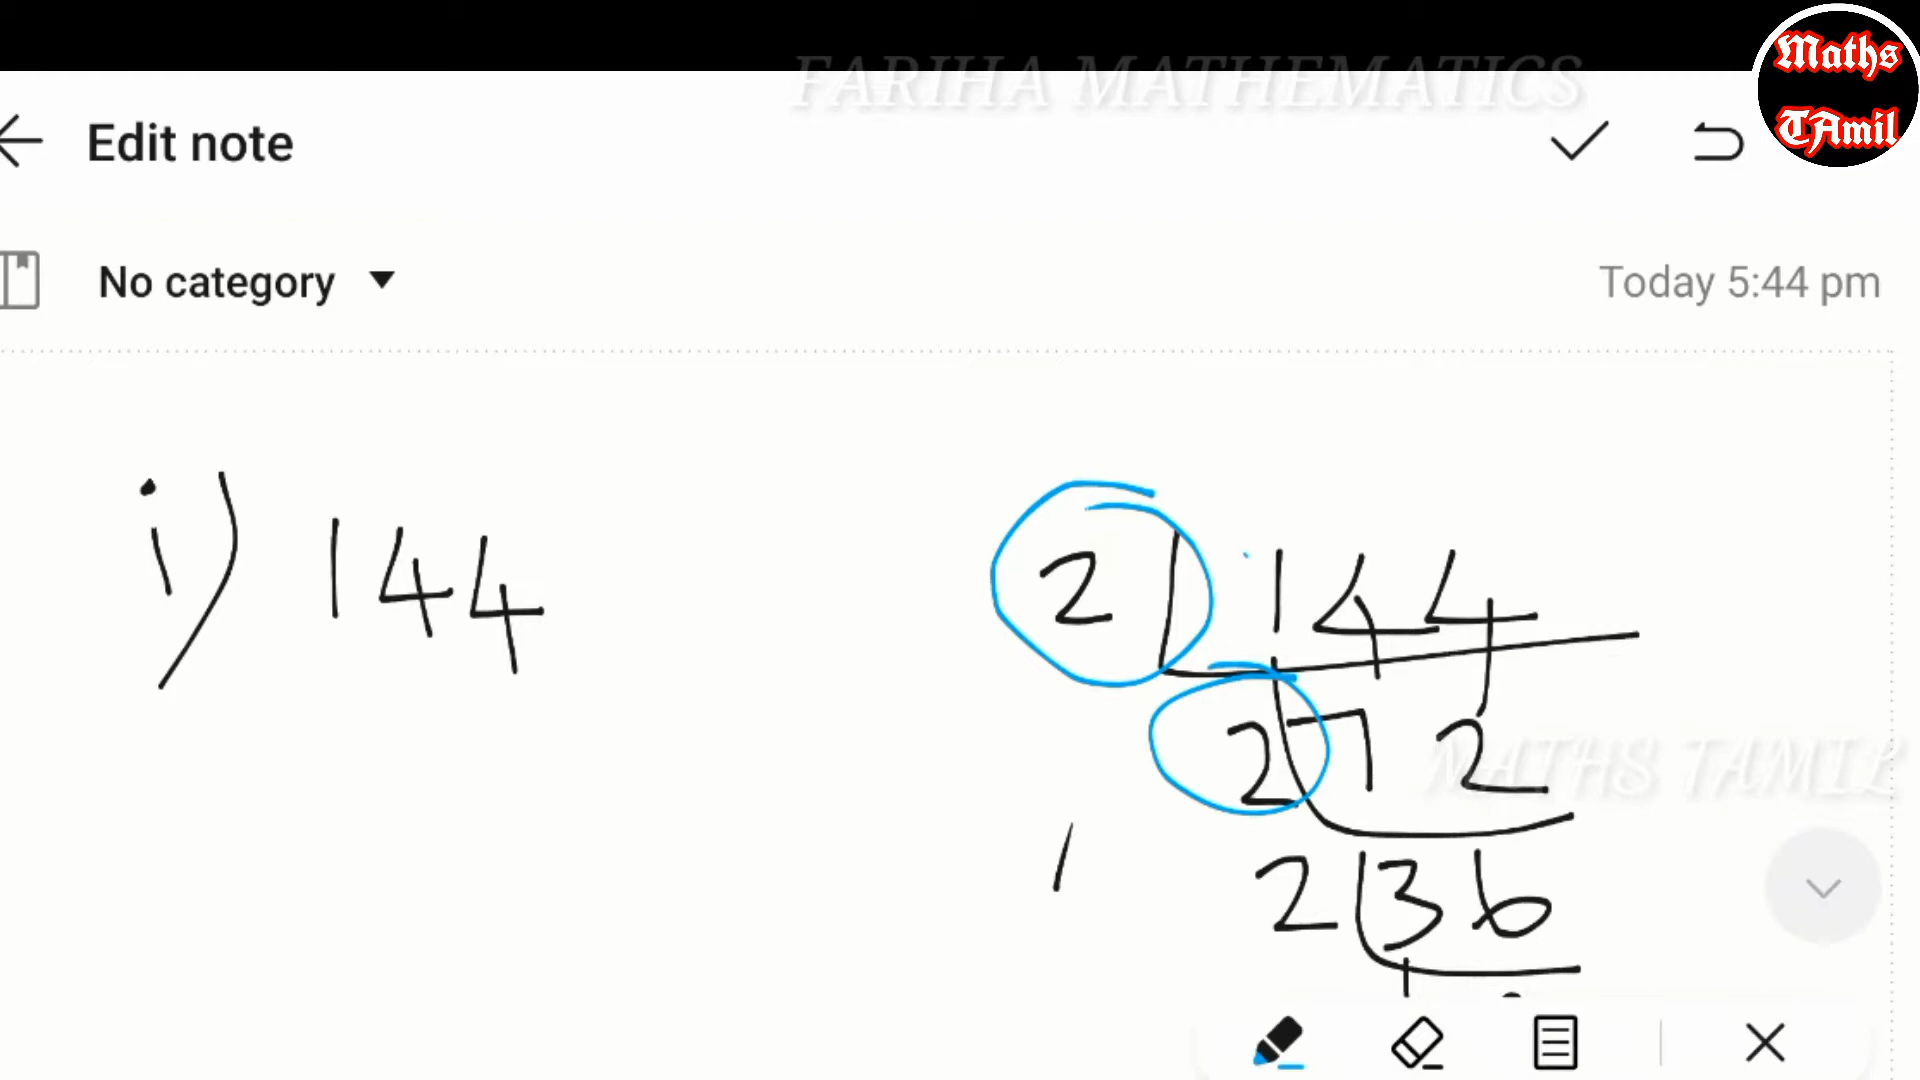 FARIHA MATHEMATICS
Maths
TAmil
Edit note
No category
Today 5:44 pm
i) 144
2 144
2 72
MATHS TAMIL
2 36
1